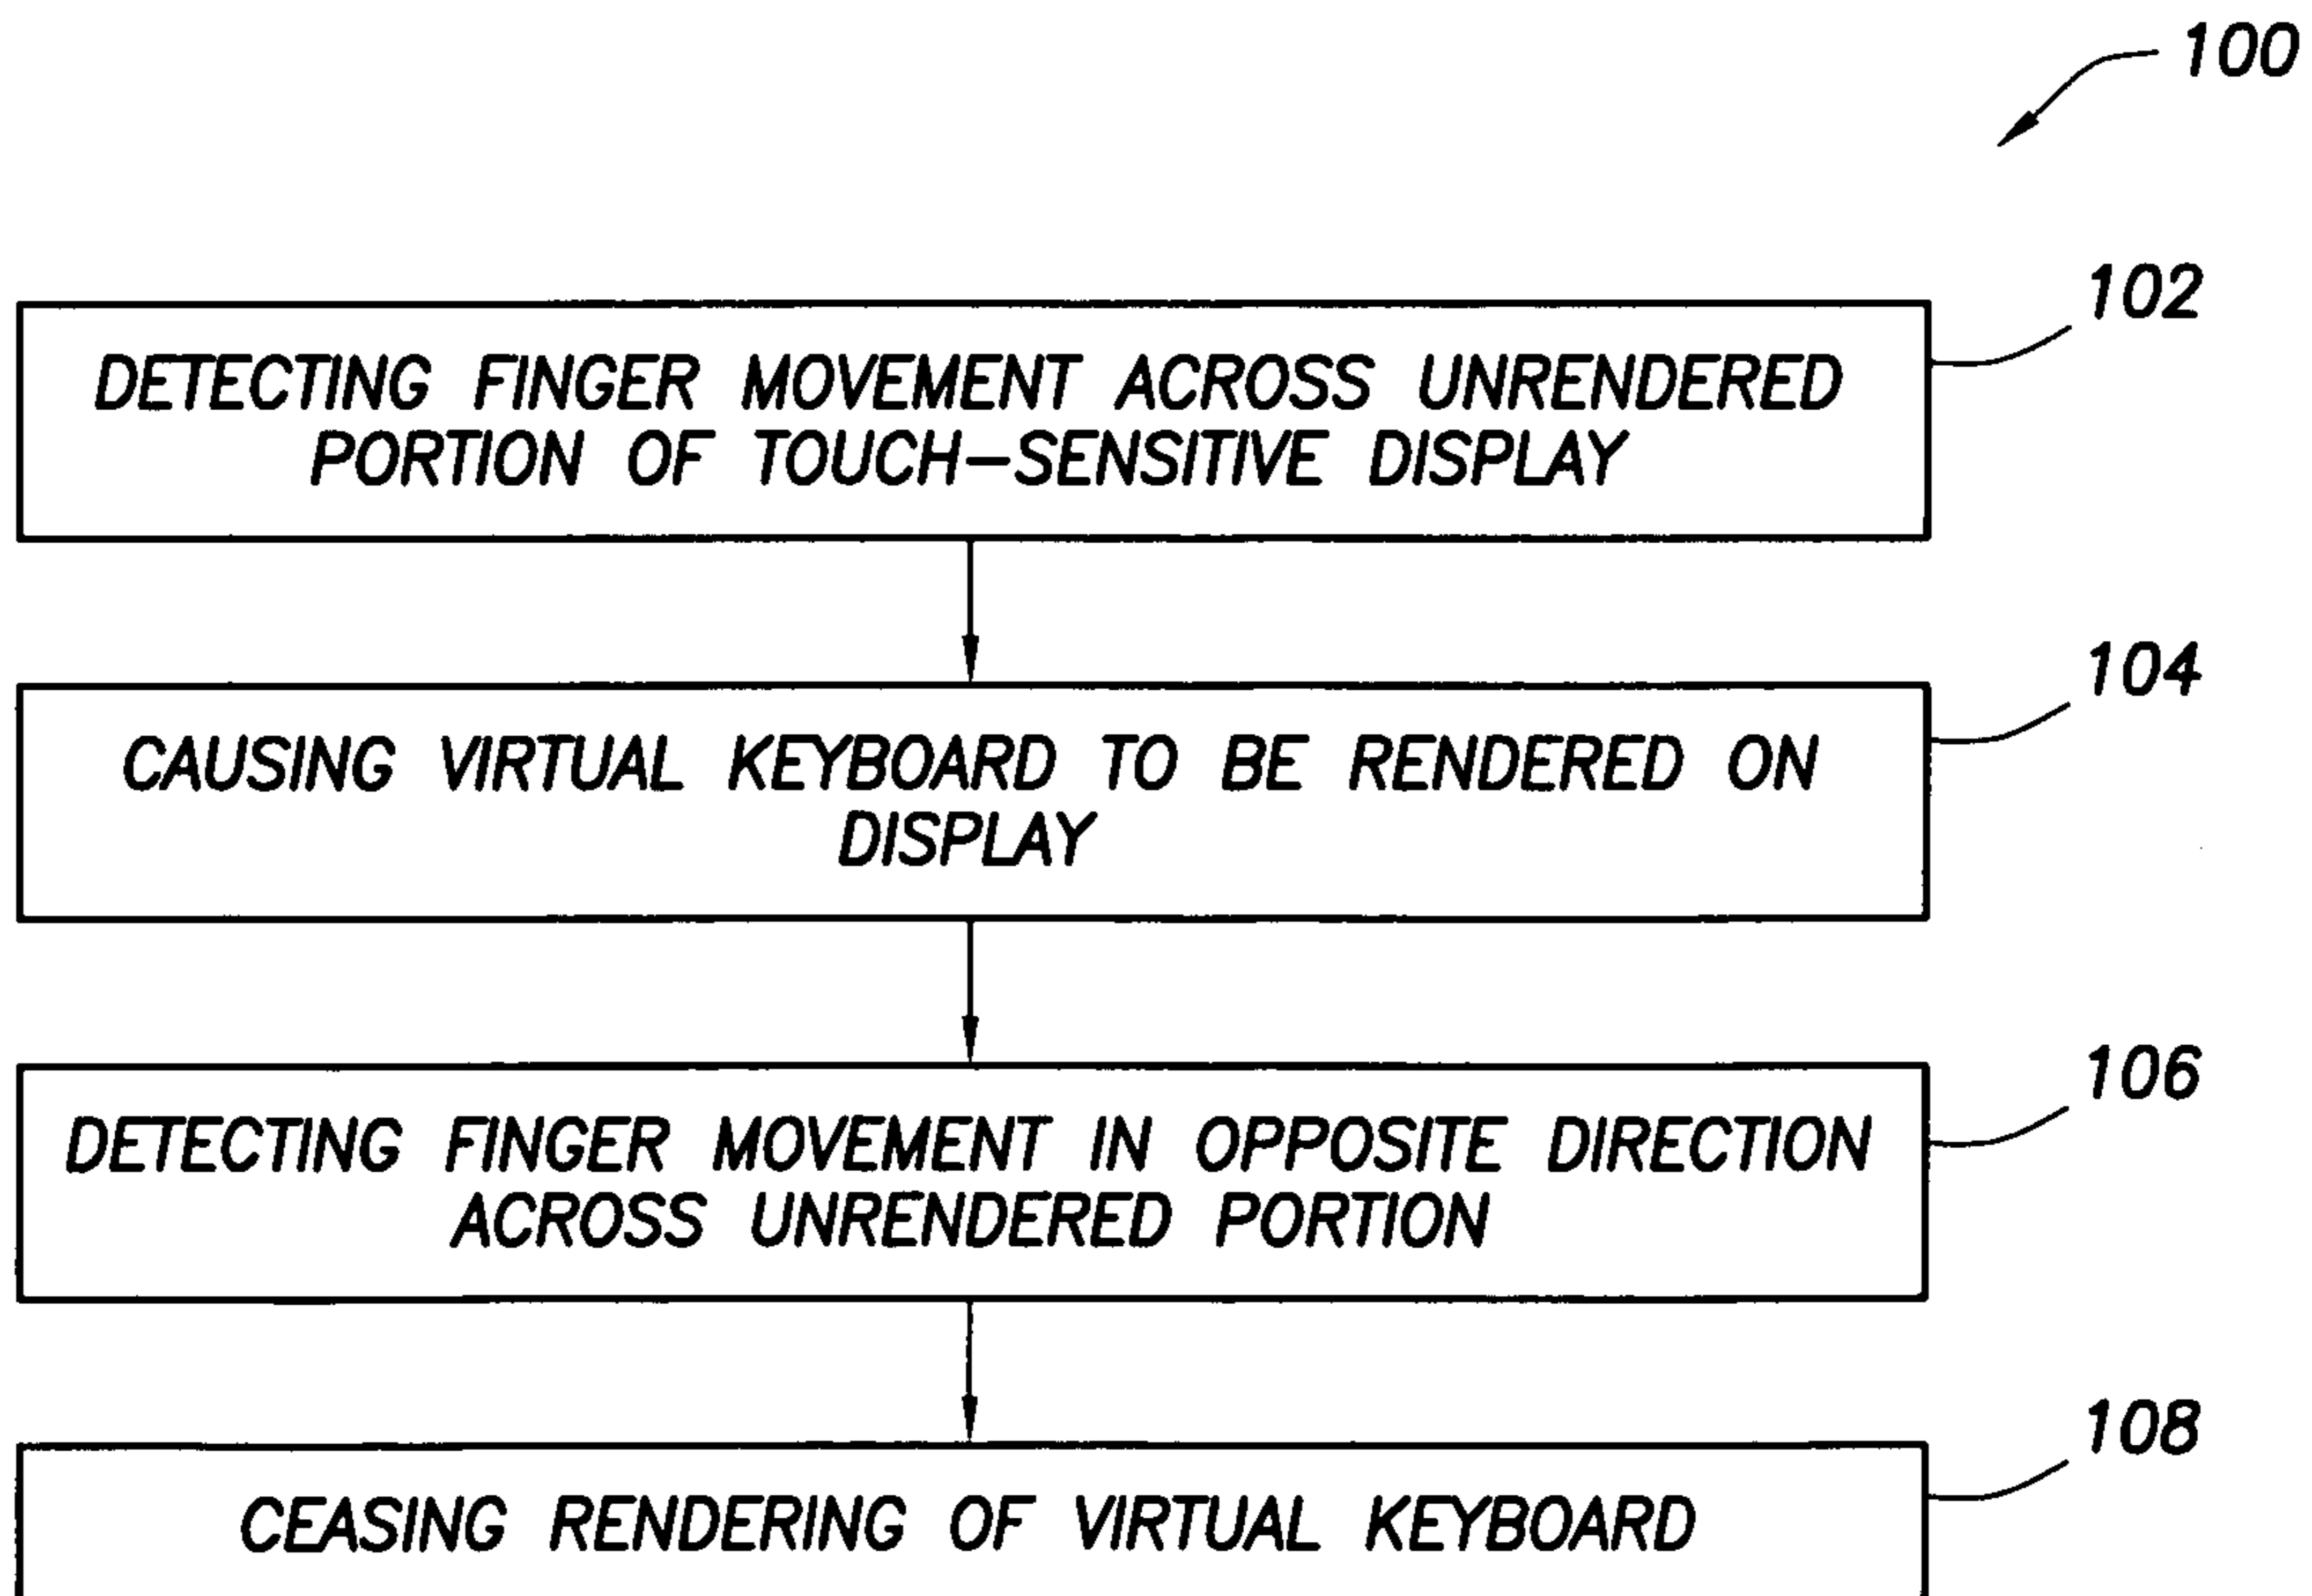 100
102
DETECTING FINGER MOVEMENT ACROSS UNRENDERED
PORTION OF TOUCH-SENSITIVE DISPLAY
104
CAUSING VIRTUAL KEYBOARD TO BE RENDERED ON
DISPLAY
106
DETECTING FINGER MOVEMENT IN OPPOSITE DIRECTION
ACROSS UNRENDERED PORTION
108
CEASING RENDERING OF VIRTUAL KEYBOARD